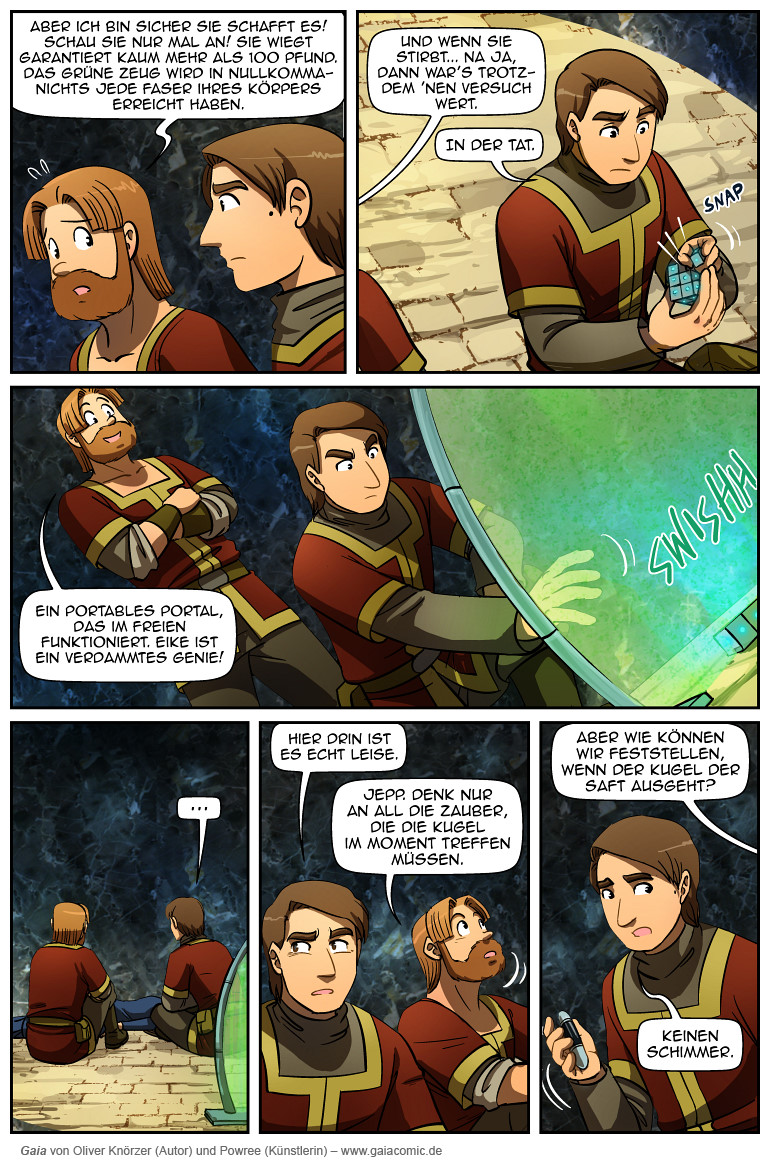 ABER ICH BIN SICHER SIE SCHAFFT ES!
SCHAU SIE NUR MAL AN! SIE WIEGT
GARANTIERT KAUM MEHR ALS 100 PFUND.
DAS GRÜNE ZEUG WIRD IN NULLKOMMA-
NICHTS JEDE FASER IHRES KÖRPERS
ERREICHT HABEN.
UND WENN SIE
STIRBT... NA JA,
DANN WAR'S TROTZ-
DEM 'NEN VERSUCH
WERT.
IN DER TAT.
SNAP
EIN PORTABLES PORTAL,
DAS IM FREIEN
FUNKTIONIERT. EIKE IST
EIN VERDAMMTES GENIE!
SWISHH
...
HIER DRIN IST
ES ECHT LEISE.
JEPP. DENK NUR
AN ALL DIE ZAUBER,
DIE DIE KUGEL
IM MOMENT TREFFEN
MÜSSEN.
ABER WIE KÖNNEN
WIR FESTSTELLEN,
WENN DER KUGEL DER
SAFT AUSGEHT?
KEINEN
SCHIMMER.
Gaia von Oliver Knörzer (Autor) und Powree (Künstlerin) – www.gaiacomic.de